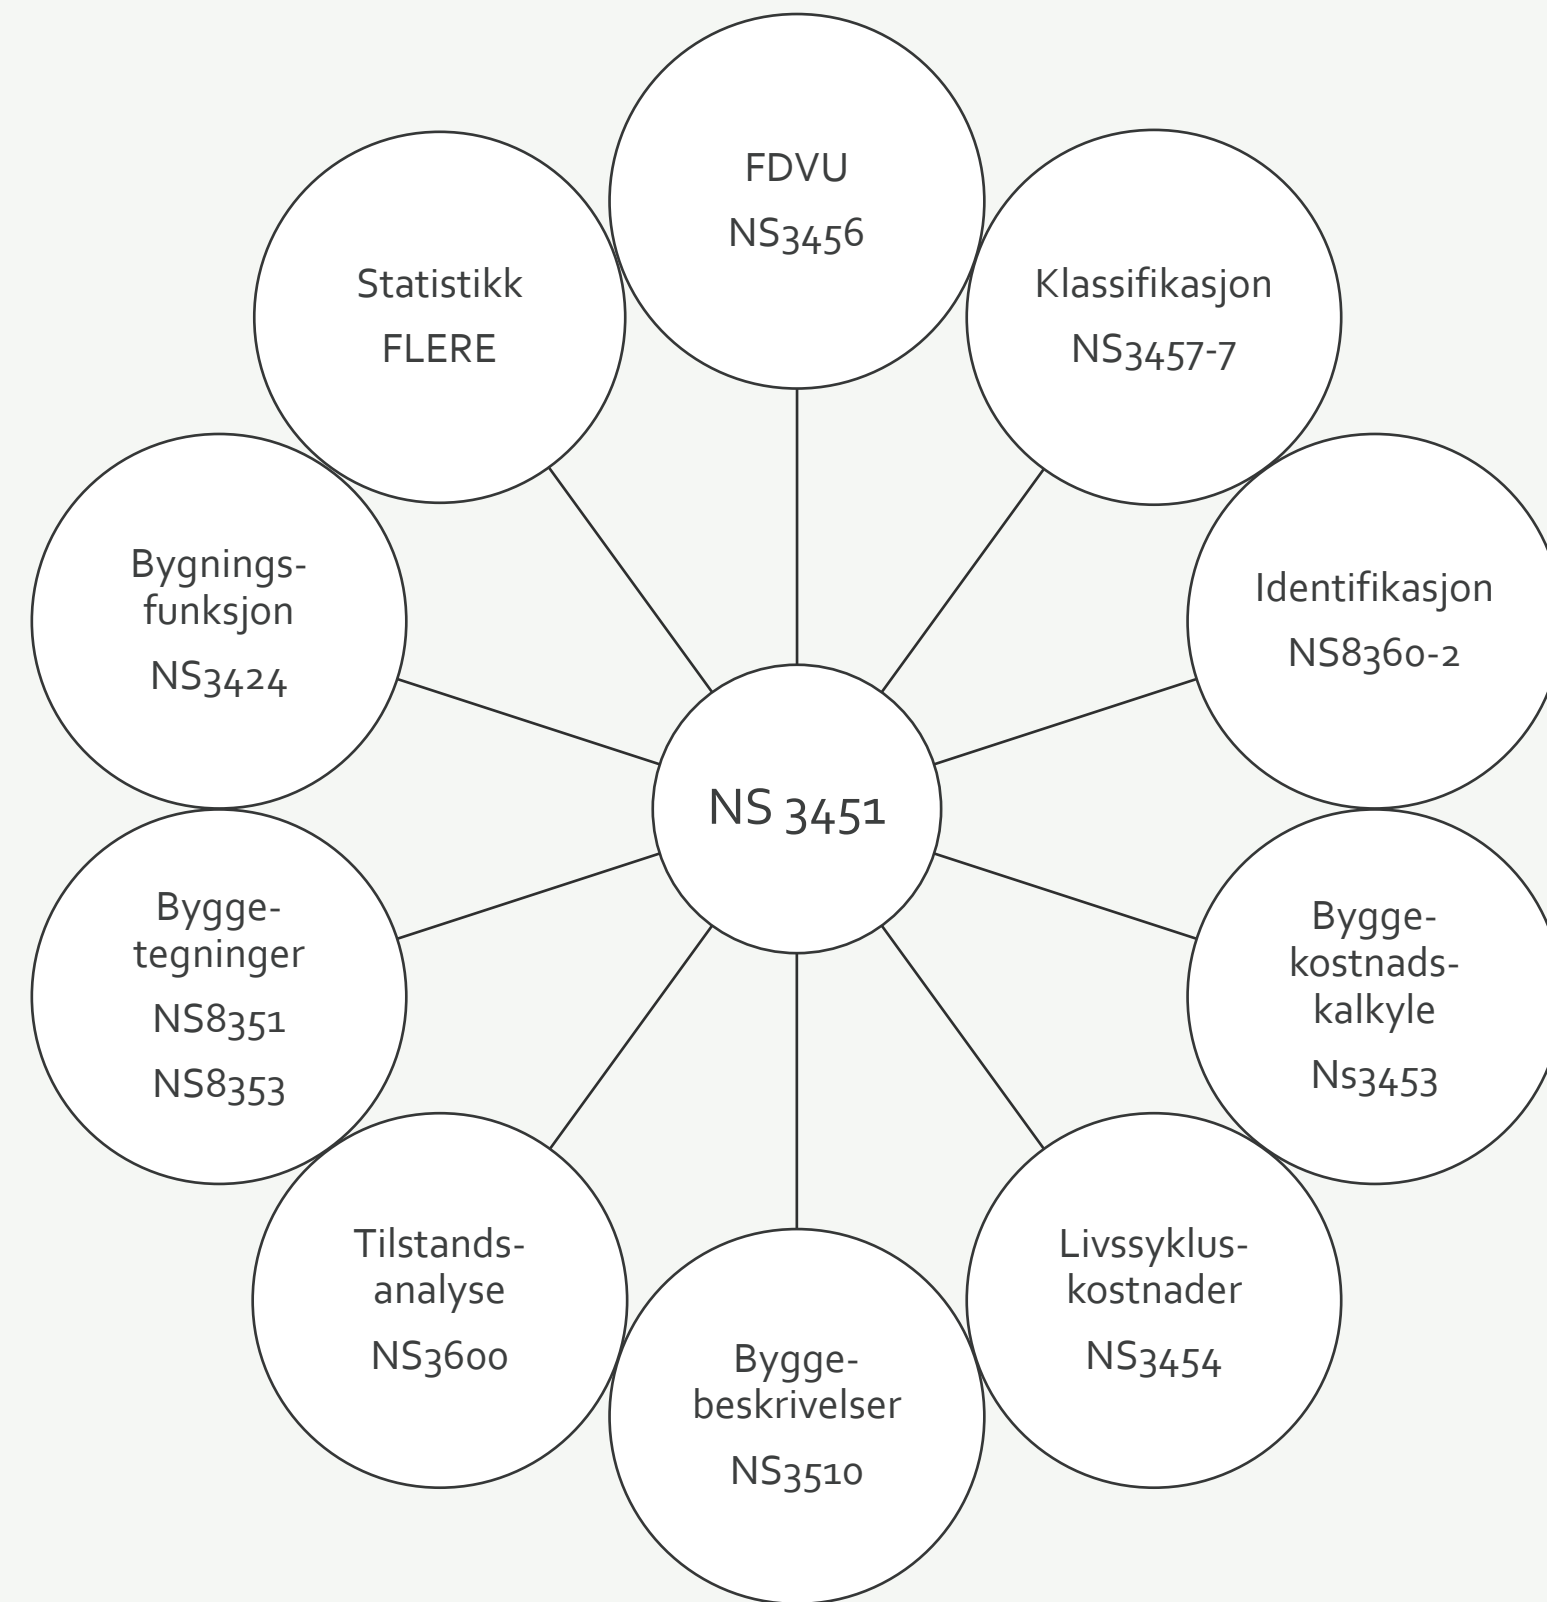 FDVU
NS3456
Klassifikasjon
NS3457-7
Identifikasjon
NS8360-2
Bygge-
kostnads-
kalkyle
Ns3453
Livssyklus-
kostnader
NS3454
Bygge-
beskrivelser
NS3510
Tilstands-
analyse
NS3600
Bygge-
tegninger
NS8351
NS8353
Bygnings-
funksjon
NS3424
Statistikk
FLERE
NS 3451